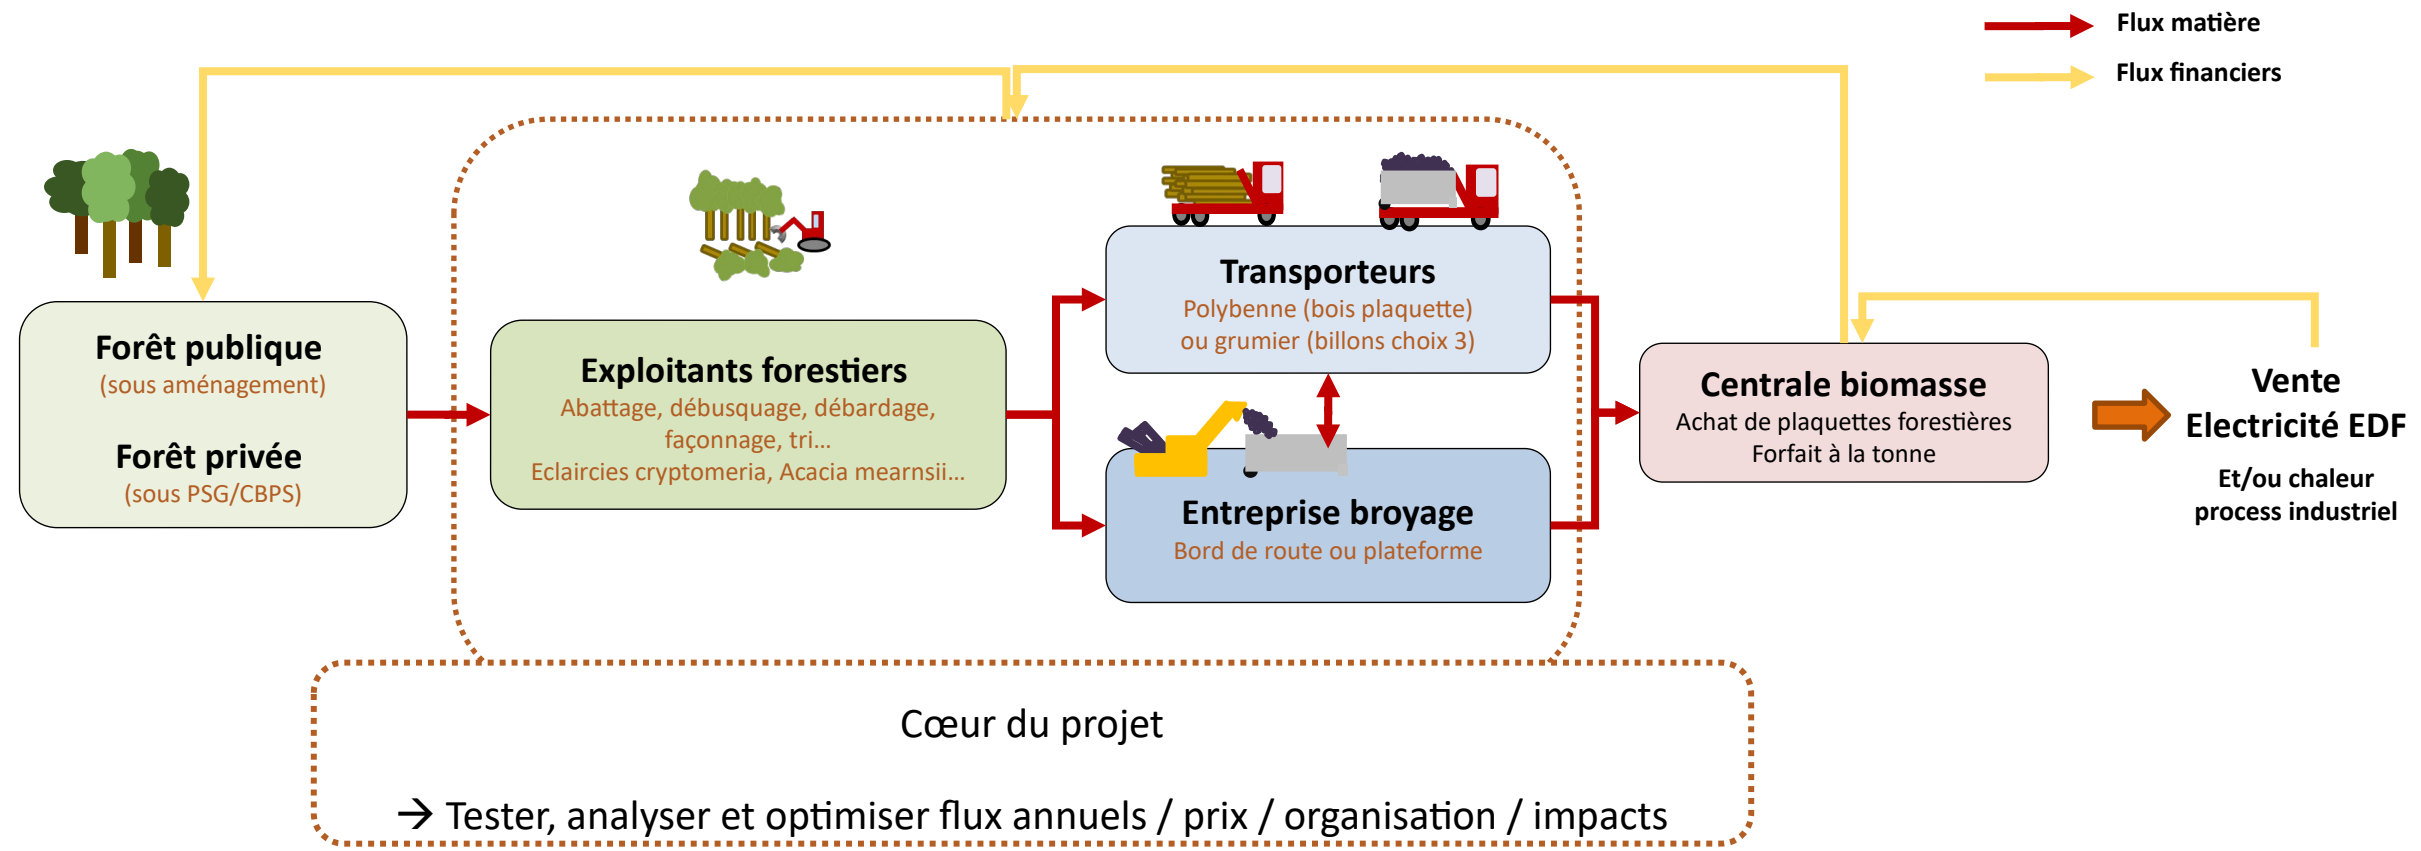 Flux matière
Flux financiers
Forêt publique
(sous aménagement)
Forêt privée
(sous PSG/CBPS)
Exploitants forestiers
Abattage, débusquage, débardage,
façonnage, tri...
Eclaircies cryptomeria, Acacia mearnsii...
Transporteurs
Polybenne (bois plaquette)
ou grumier (billons choix 3)
Entreprise broyage
Bord de route ou plateforme
Centrale biomasse
Achat de plaquettes forestières
Forfait à la tonne
Vente
Electricité EDF
Et/ou chaleur
process industriel
Cœur du projet
→ Tester, analyser et optimiser flux annuels / prix / organisation / impacts